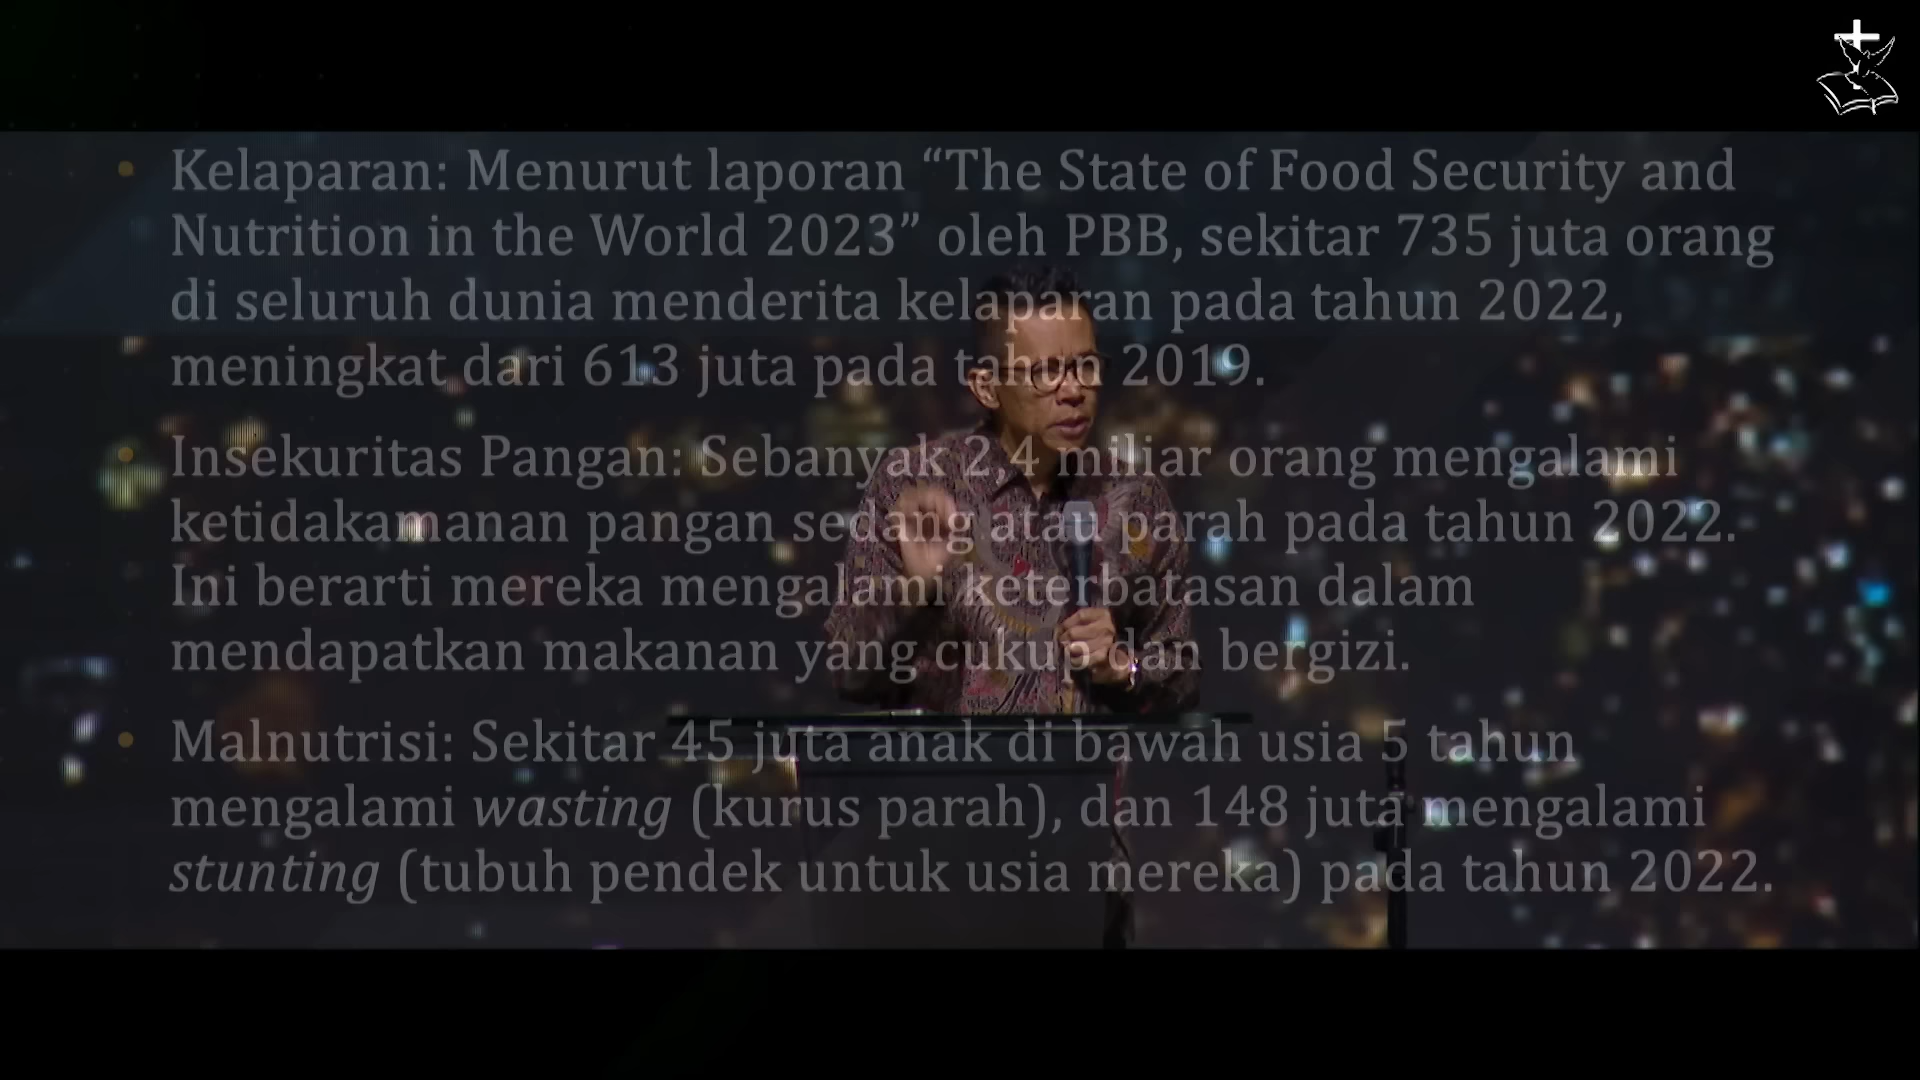 • Kelaparan: Menurut laporan “The State of Food Security and
Nutrition in the World 2023” oleh PBB, sekitar 735 juta orang
di seluruh dunia menderita kelaparan pada tahun 2022,
meningkat dari 613 juta pada tahun 2019.
• Insekuritas Pangan: Sebanyak 2,4 miliar orang mengalami
ketidakamanan pangan sedang atau parah pada tahun 2022.
Ini berarti mereka mengalami keterbatasan dalam
mendapatkan makanan yang cukup dan bergizi.
• Malnutrisi: Sekitar 45 juta anak di bawah usia 5 tahun
mengalami wasting (kurus parah), dan 148 juta mengalami
stunting (tubuh pendek untuk usia mereka) pada tahun 2022.